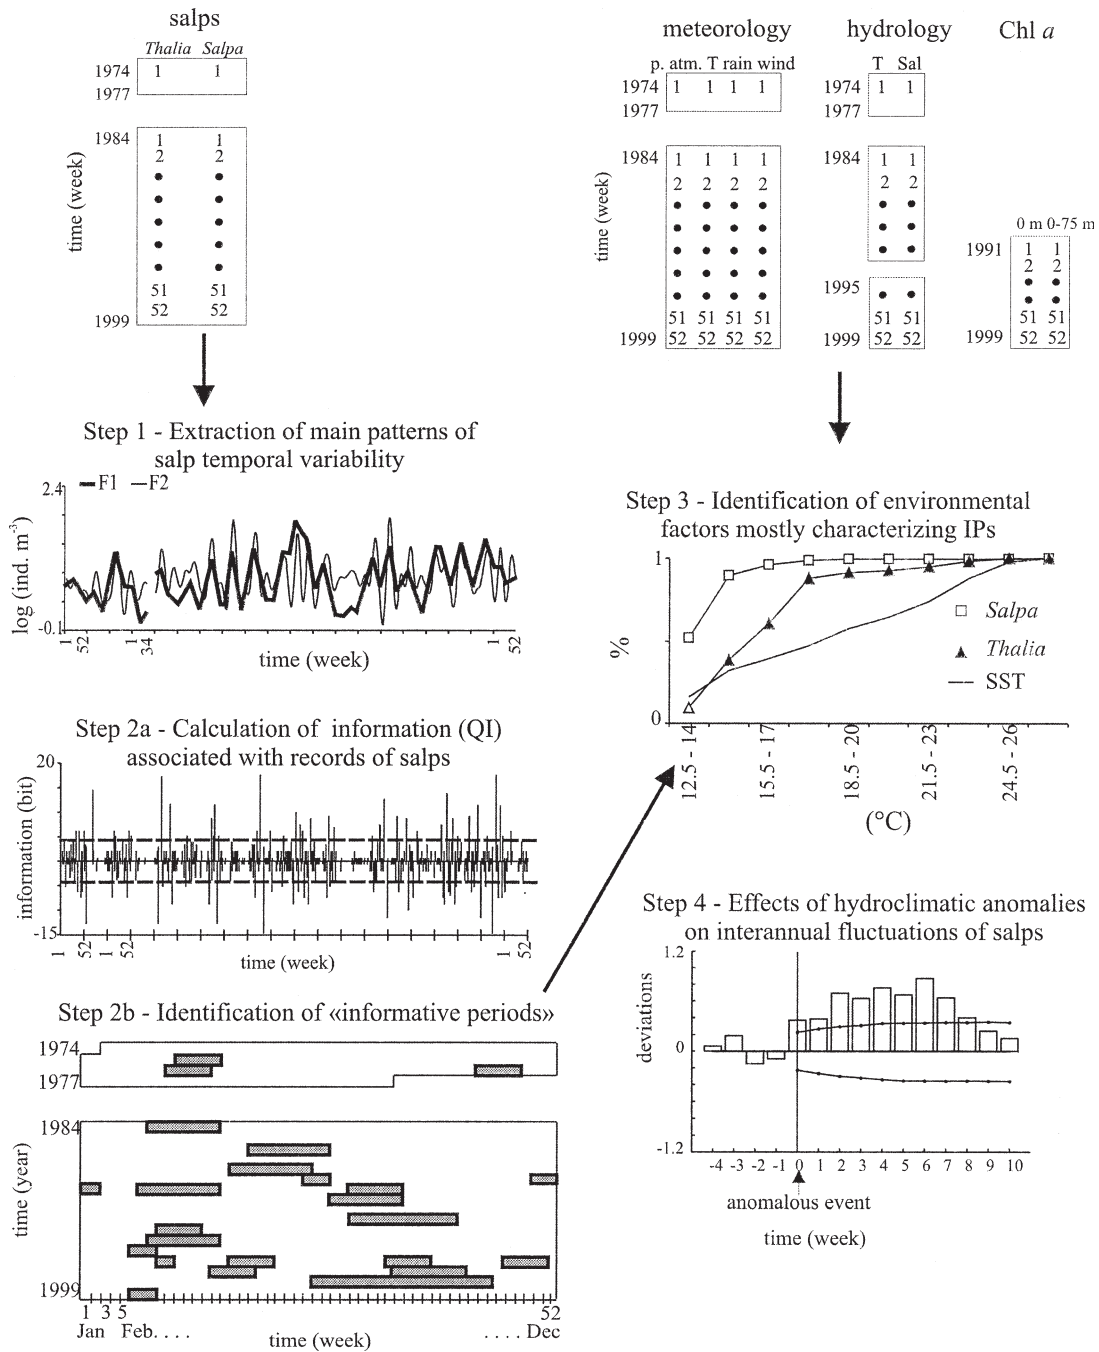 salps
Thalia Salpa
1974 1 1
1977
1984 1 1
2 2
time (week)
51 51
52 52
1999
meteorology hydrology Chl a
p. atm. T rain wind T Sal
1974 1 1 1 1 1974 1 1
1977 1977
1984 1 1 1 1 1984 1 1
2 2 2 2 2 2
time (week)
0 m 0-75 m
1991 1 1
2 2
1995
51 51 51 51 51 51 51 51
1999 52 52 52 52 1999 52 52 1999 52 52
Step 1 - Extraction of main patterns of
salp temporal variability
F1 F2
2.4
log (ind. m-3)
-0.1
1 52 1 34 1 52
time (week)
Step 2a - Calculation of information (QI)
associated with records of salps
20
information (bit)
-15
1 52 1 52 1 52
time (week)
Step 2b - Identification of «informative periods»
1974
1977
1984
time (year)
1999
1 3 5 52
Jan Feb. . . . . . . . Dec
time (week)
Step 3 - Identification of environmental
factors mostly characterizing IPs
1
%
0
Salpa
Thalia
SST
12.5 - 14 15.5 - 17 18.5 - 20 21.5 - 23 24.5 - 26
(°C)
Step 4 - Effects of hydroclimatic anomalies
on interannual fluctuations of salps
1.2
deviations
0
-1.2
-4 -3 -2 -1 0 1 2 3 4 5 6 7 8 9 10
anomalous event
time (week)